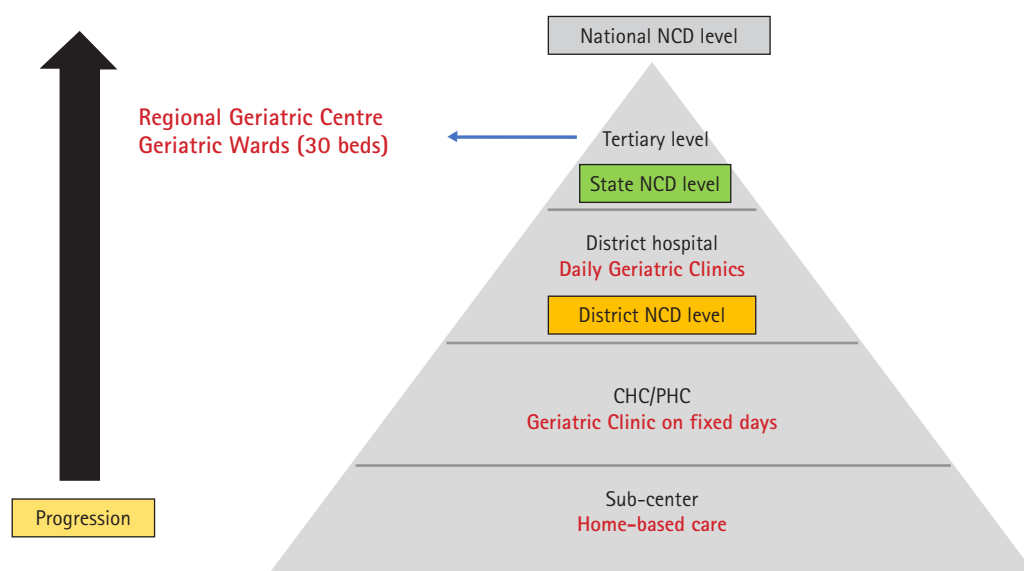 National NCD level
Regional Geriatric Centre
Geriatric Wards (30 beds)
Tertiary level
State NCD level
District hospital
Daily Geriatric Clinics
District NCD level
CHC/PHC
Geriatric Clinic on fixed days
Sub-center
Home-based care
Progression